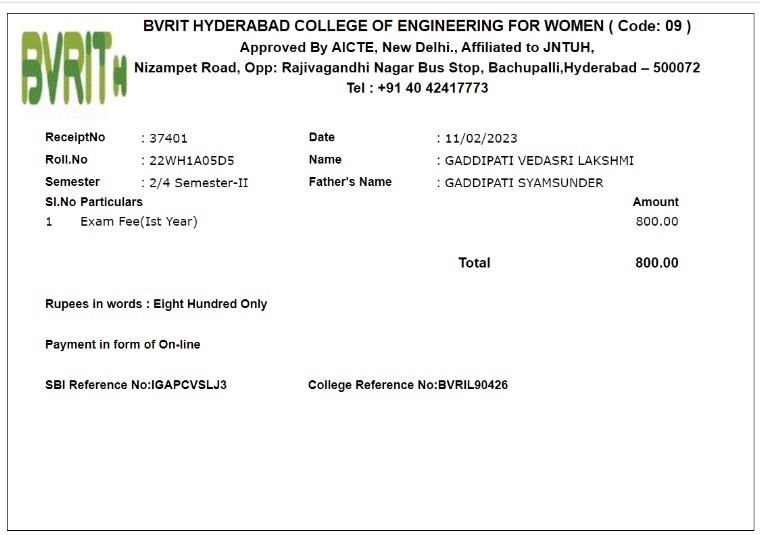 BVRIT HYDERABAD COLLEGE OF ENGINEERING FOR WOMEN ( Code: 09 )
Approved By AICTE, New Delhi., Affiliated to JNTUH,
Nizampet Road, Opp: Rajivagandhi Nagar Bus Stop, Bachupalli,Hyderabad – 500072
Tel : +91 40 42417773
BVRIT H
ReceiptNo : 37401 Date : 11/02/2023
Roll.No : 22WH1A05D5 Name : GADDIPATI VEDASRI LAKSHMI
Semester : 2/4 Semester-II Father's Name : GADDIPATI SYAMSUNDER
Sl.No Particulars Amount
1 Exam Fee(Ist Year) 800.00
Total 800.00
Rupees in words : Eight Hundred Only
Payment in form of On-line
SBI Reference No:IGAPCVSLJ3 College Reference No:BVRIL90426